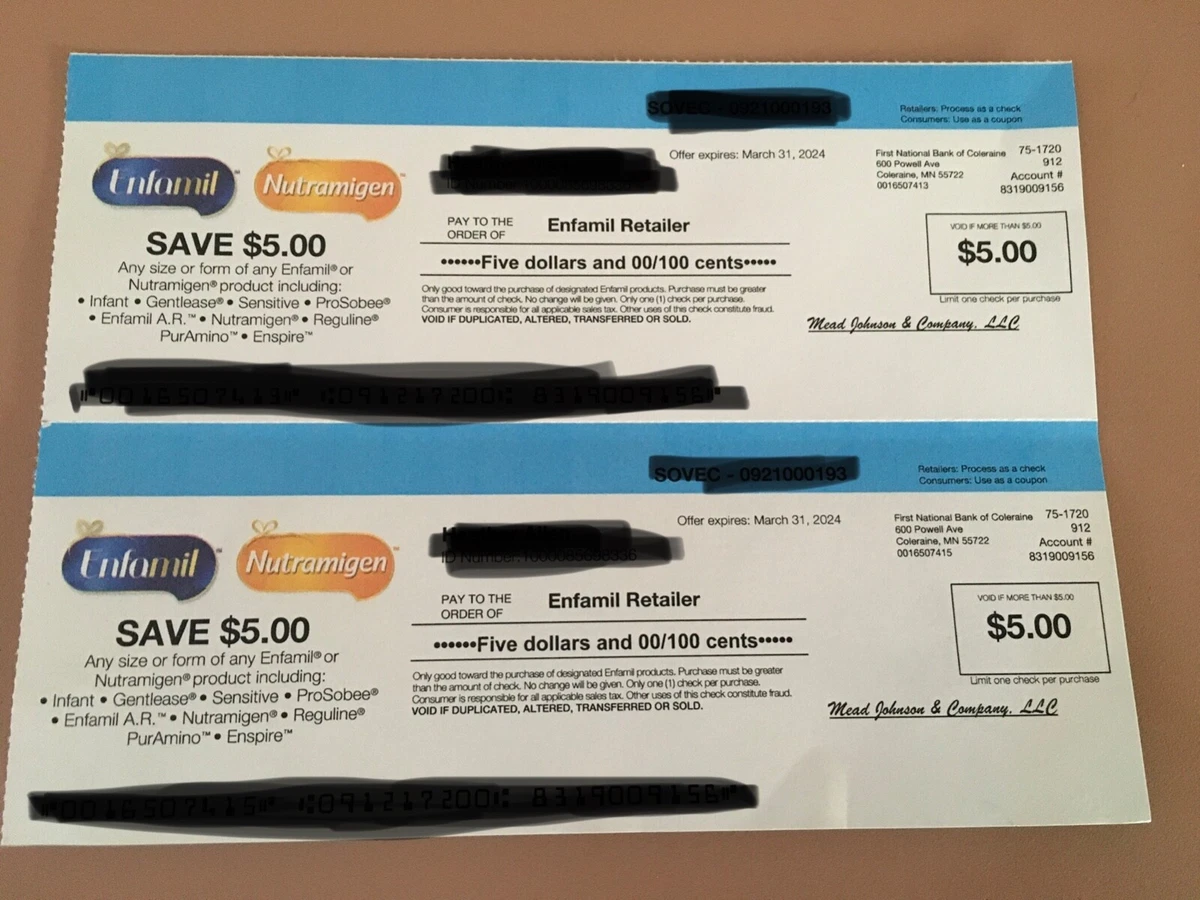 SOVEC - 0921000193
Retailers: Process as a check
Consumers: Use as a coupon
Enfamil™ Nutramigen™
SAVE $5.00
Any size or form of any Enfamil® or
Nutramigen® product including:
• Infant • Gentlease® • Sensitive • ProSobee®
• Enfamil A.R.™ • Nutramigen® • Reguline®
PurAmino™ • Enspire™
Offer expires: March 31, 2024
First National Bank of Coleraine
600 Powell Ave
Coleraine, MN 55722
0016507413
75-1720
912
Account #
8319009156
PAY TO THE
ORDER OF
Enfamil Retailer
••••••Five dollars and 00/100 cents•••••
Only good toward the purchase of designated Enfamil products. Purchase must be greater
than the amount of check. No change will be given. Only one (1) check per purchase.
Consumer is responsible for all applicable sales tax. Other uses of this check constitute fraud.
VOID IF DUPLICATED, ALTERED, TRANSFERRED OR SOLD.
VOID IF MORE THAN $5.00
$5.00
Limit one check per purchase
Mead Johnson & Company, LLC
⑈0016507413⑈ ⑆091217200⑆ 8319009156⑈
SOVEC - 0921000193
Retailers: Process as a check
Consumers: Use as a coupon
Enfamil™ Nutramigen™
SAVE $5.00
Any size or form of any Enfamil® or
Nutramigen® product including:
• Infant • Gentlease® • Sensitive • ProSobee®
• Enfamil A.R.™ • Nutramigen® • Reguline®
PurAmino™ • Enspire™
ID Number:
Offer expires: March 31, 2024
First National Bank of Coleraine
600 Powell Ave
Coleraine, MN 55722
0016507415
75-1720
912
Account #
8319009156
PAY TO THE
ORDER OF
Enfamil Retailer
••••••Five dollars and 00/100 cents•••••
Only good toward the purchase of designated Enfamil products. Purchase must be greater
than the amount of check. No change will be given. Only one (1) check per purchase.
Consumer is responsible for all applicable sales tax. Other uses of this check constitute fraud.
VOID IF DUPLICATED, ALTERED, TRANSFERRED OR SOLD.
VOID IF MORE THAN $5.00
$5.00
Limit one check per purchase
Mead Johnson & Company, LLC
⑈0016507415⑈ ⑆091217200⑆ 8319009156⑈